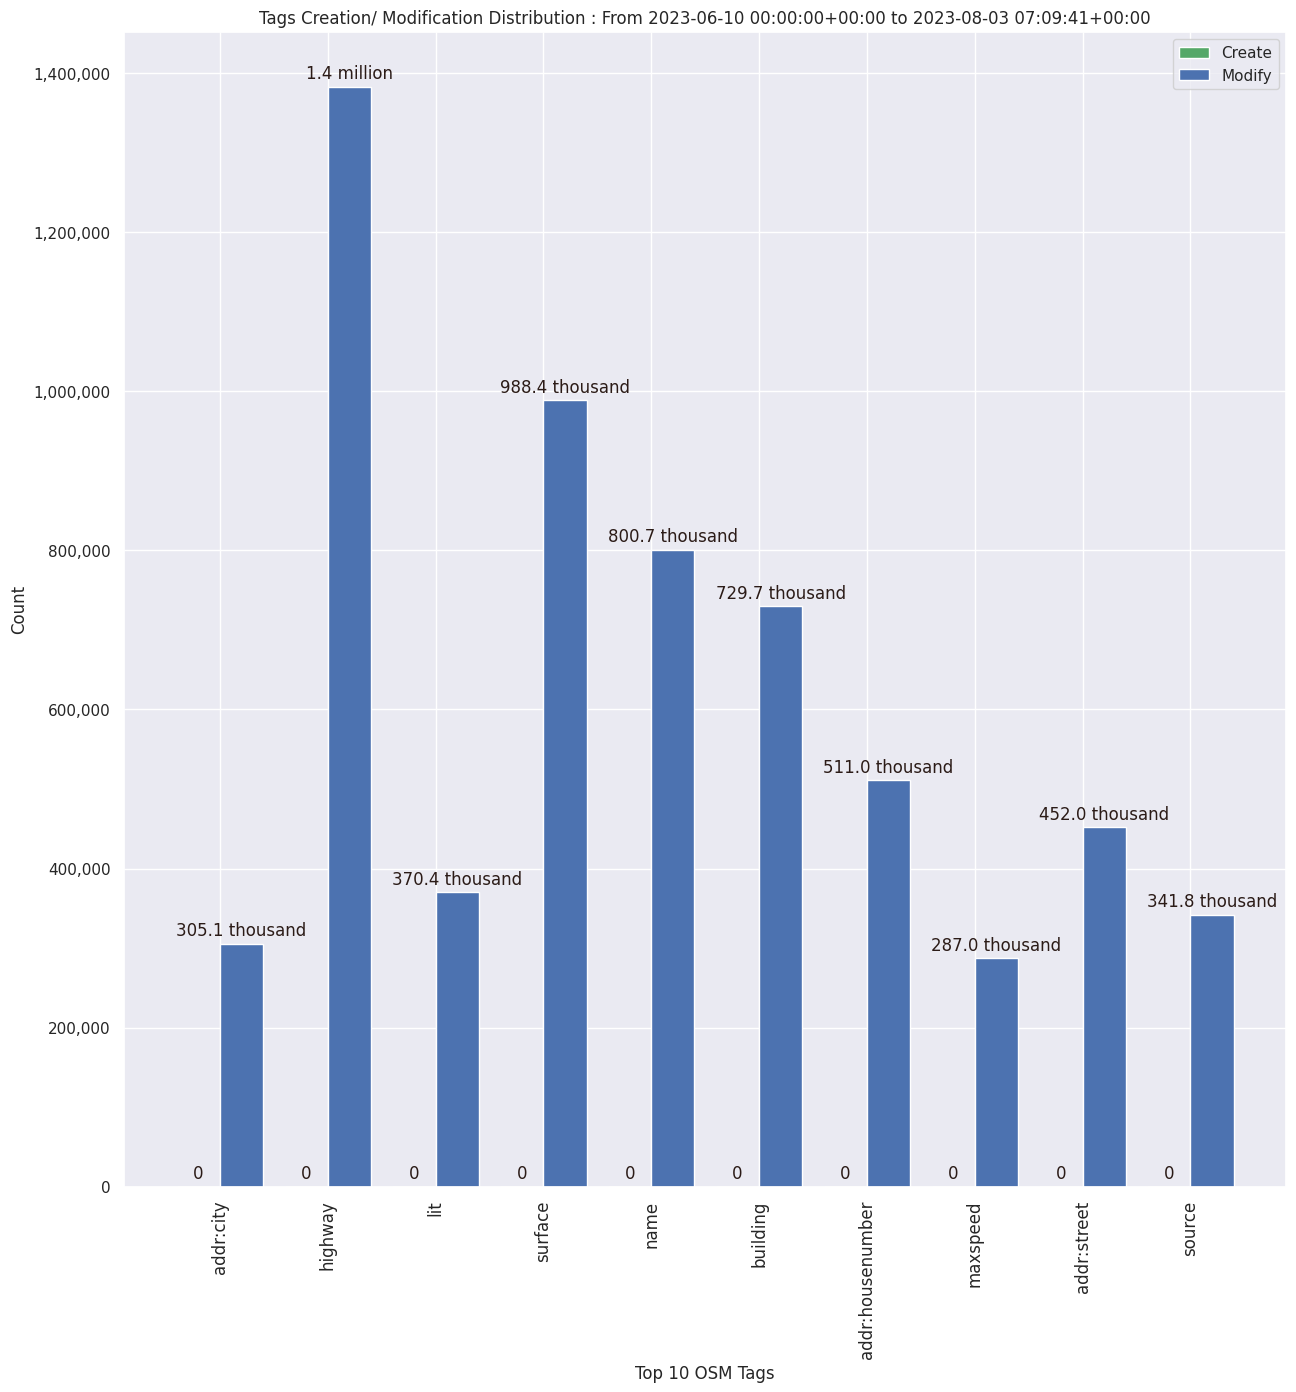 Tags Creation/ Modification Distribution : From 2023-06-10 00:00:00+00:00 to 2023-08-03 07:09:41+00:00
Create
Modify
1,400,000
1,200,000
1,000,000
800,000
600,000
400,000
200,000
0
Count
305.1 thousand
1.4 million
370.4 thousand
988.4 thousand
800.7 thousand
729.7 thousand
511.0 thousand
287.0 thousand
452.0 thousand
341.8 thousand
0
0
0
0
0
0
0
0
0
0
addr:city
highway
lit
surface
name
building
addr:housenumber
maxspeed
addr:street
source
Top 10 OSM Tags